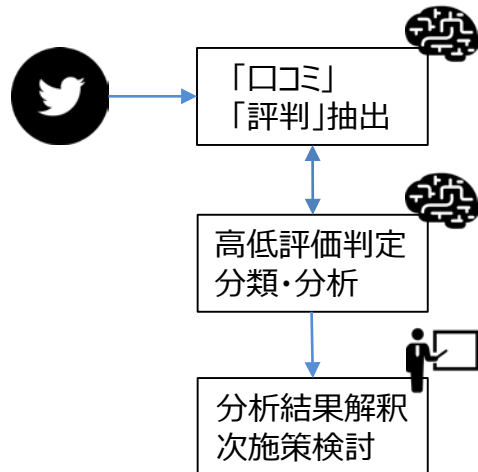 「口コミ」
「評判」抽出
高低評価判定
分類・分析
分析結果解釈
次施策検討